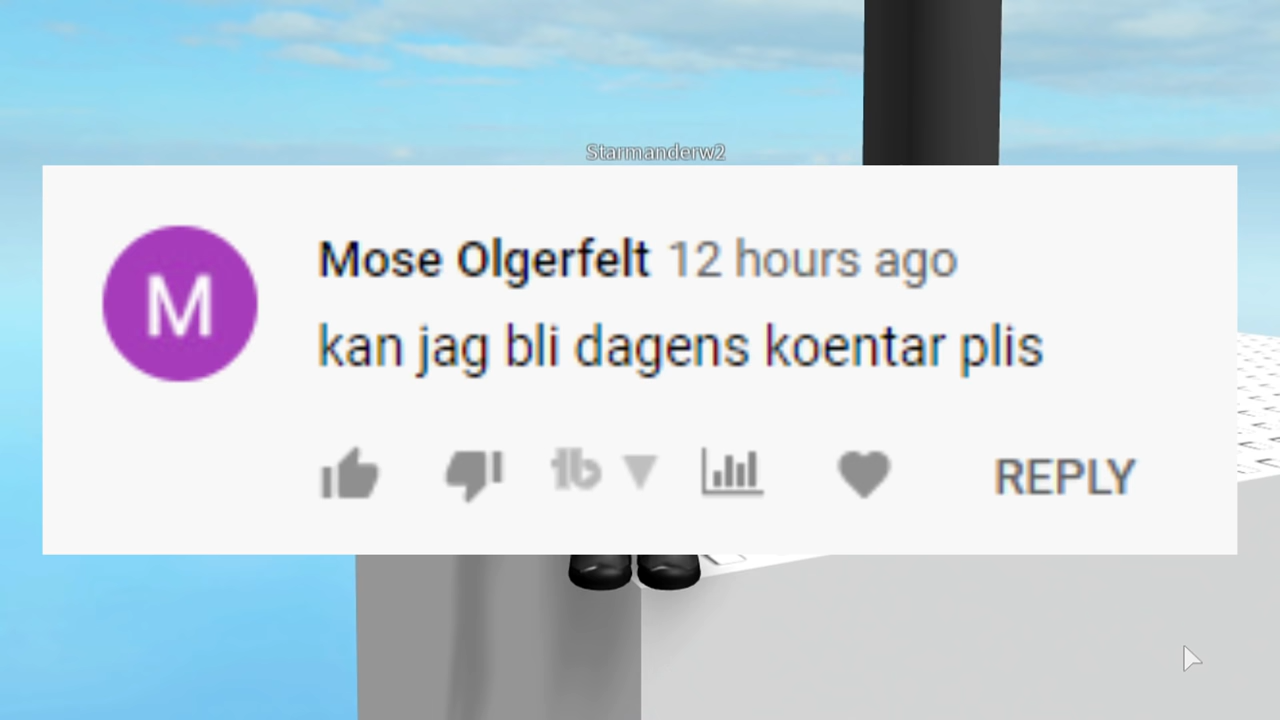 Starmanderw2
Mose Olgerfelt 12 hours ago
M
kan jag bli dagens koentar plis
REPLY